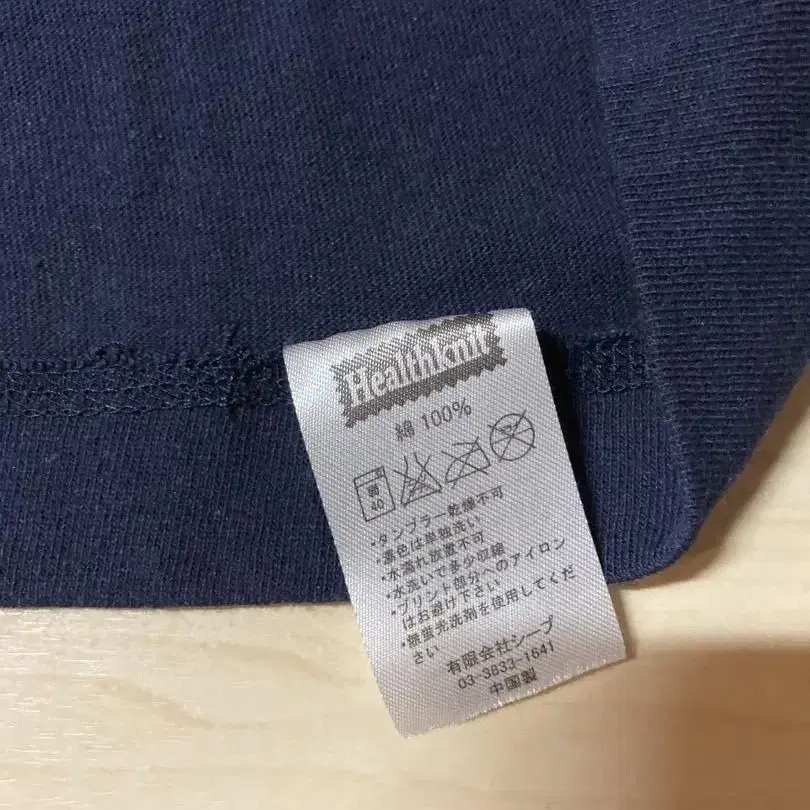 Healthknit
綿 100%
弱
40
・タンブラー乾燥不可
・濃色は単独洗い
・水濡れ放置不可
・水洗いで多少収縮
・プリント部分へのアイロン
はお避け下さい
・無蛍光洗剤を使用してくだ
さい
有限会社シープ
03-3833-1641
中国製